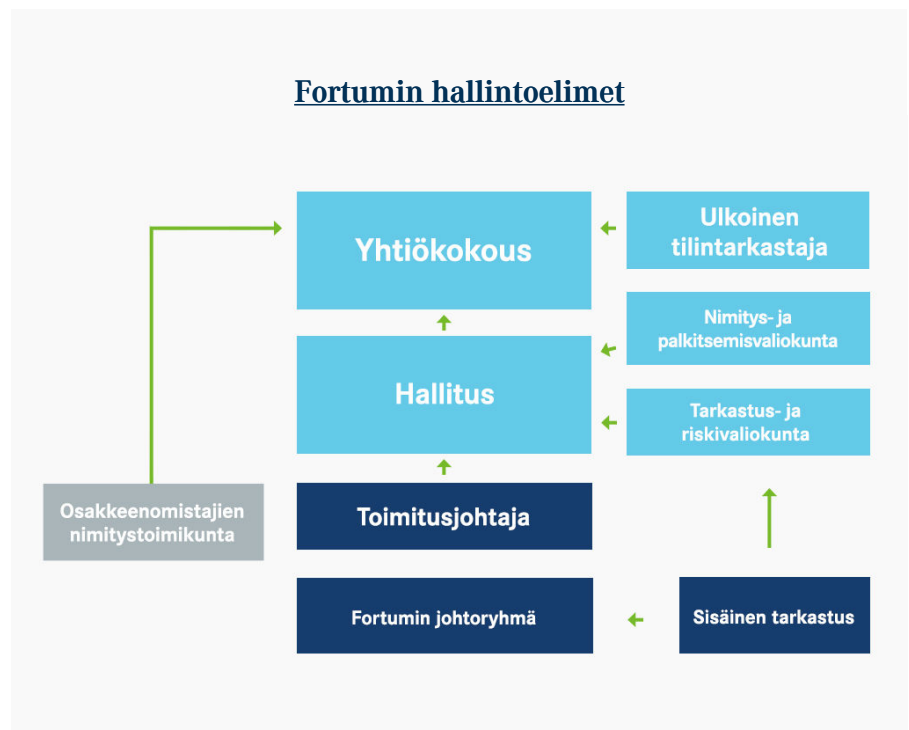 Fortumin hallintoelimet
Yhtiökokous
Ulkoinen
tilintarkastaja
Nimitys- ja
palkitsemisvaliokunta
Hallitus
Tarkastus- ja
riskivaliokunta
Osakkeenomistajien
nimitystoimikunta
Toimitusjohtaja
Fortumin johtoryhmä
Sisäinen tarkastus